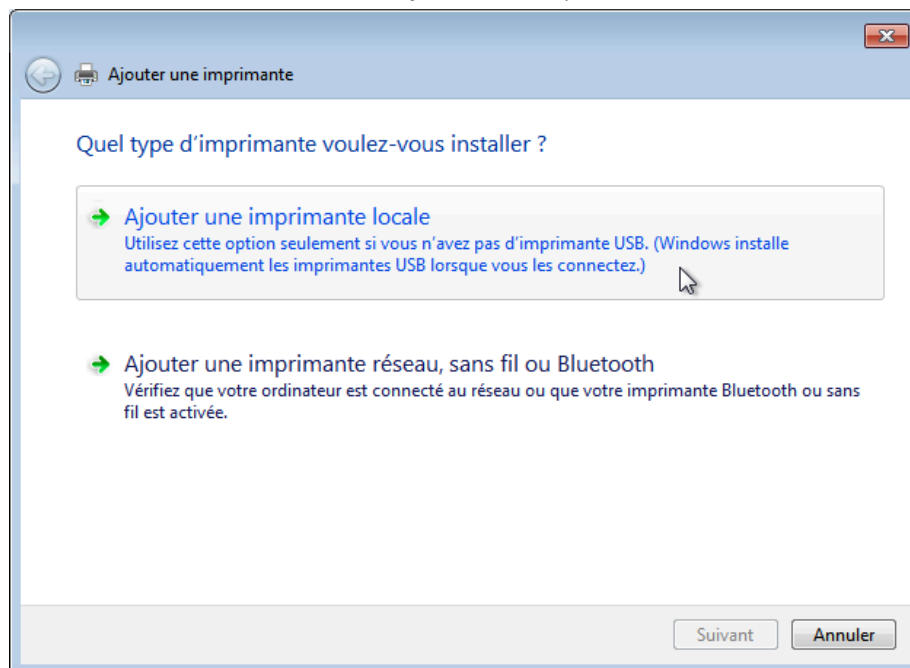 Ajouter une imprimante
Quel type d'imprimante voulez-vous installer ?
Ajouter une imprimante locale
Utilisez cette option seulement si vous n'avez pas d'imprimante USB. (Windows installe
automatiquement les imprimantes USB lorsque vous les connectez.)
Ajouter une imprimante réseau, sans fil ou Bluetooth
Vérifiez que votre ordinateur est connecté au réseau ou que votre imprimante Bluetooth ou sans
fil est activée.
Suivant
Annuler